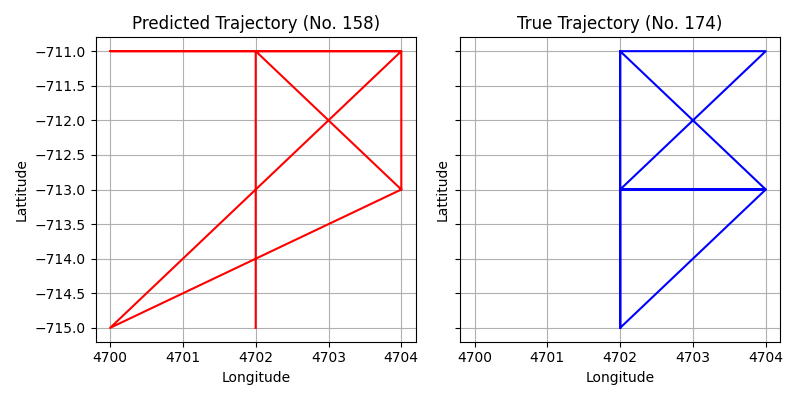 Predicted Trajectory (No. 158)
−711.0
−711.5
−712.0
−712.5
−713.0
−713.5
−714.0
−714.5
−715.0
Lattitude
4700 4701 4702 4703 4704
Longitude
True Trajectory (No. 174)
Lattitude
4700 4701 4702 4703 4704
Longitude